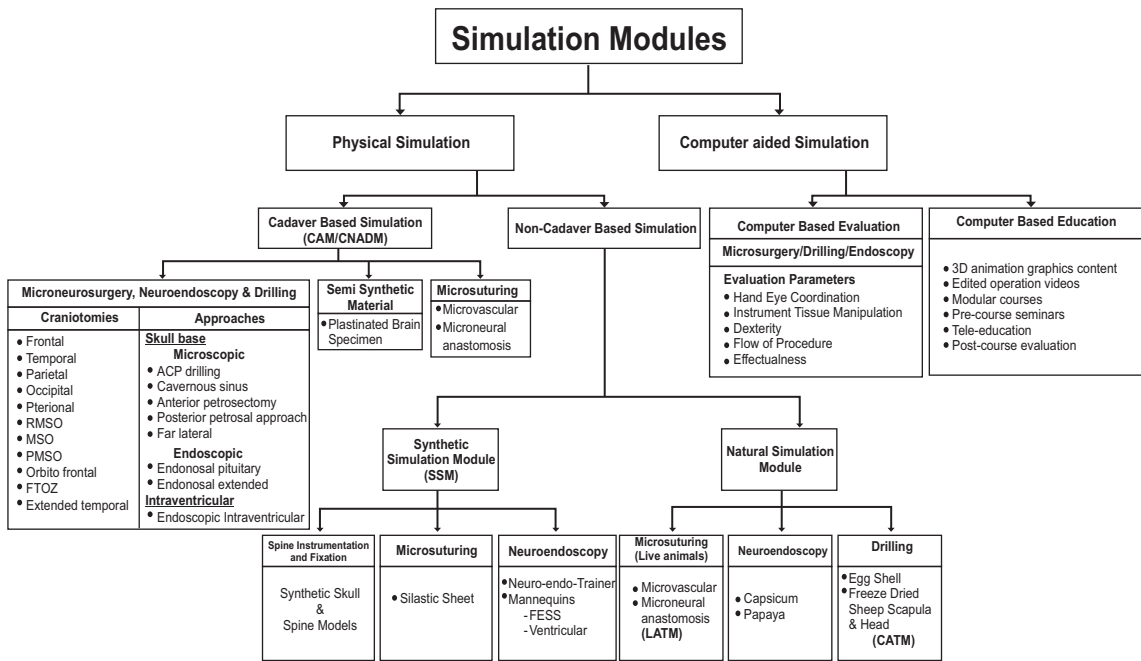 Simulation Modules
Physical Simulation
Computer aided Simulation
Cadaver Based Simulation
(CAM/CNADM)
Non-Cadaver Based Simulation
Computer Based Evaluation
Microsurgery/Drilling/Endoscopy
Evaluation Parameters
● Hand Eye Coordination
● Instrument Tissue Manipulation
● Dexterity
● Flow of Procedure
● Effectualness
Computer Based Education
● 3D animation graphics content
● Edited operation videos
● Modular courses
● Pre-course seminars
● Tele-education
● Post-course evaluation
Microneurosurgery, Neuroendoscopy & Drilling
Craniotomies
● Frontal
● Temporal
● Parietal
● Occipital
● Pterional
● RMSO
● MSO
● PMSO
● Orbito frontal
● FTOZ
● Extended temporal
Approaches
Skull base
Microscopic
● ACP drilling
● Cavernous sinus
● Anterior petrosectomy
● Posterior petrosal approach
● Far lateral
Endoscopic
● Endonosal pituitary
● Endonosal extended
Intraventricular
● Endoscopic Intraventricular
Semi Synthetic
Material
● Plastinated Brain
Specimen
Microsuturing
● Microvascular
● Microneural
anastomosis
Synthetic
Simulation Module
(SSM)
Natural Simulation
Module
Spine Instrumentation
and Fixation
Synthetic Skull
&
Spine Models
Microsuturing
● Silastic Sheet
Neuroendoscopy
● Neuro-endo-Trainer
● Mannequins
- FESS
- Ventricular
Microsuturing
(Live animals)
● Microvascular
● Microneural
anastomosis
(LATM)
Neuroendoscopy
● Capsicum
● Papaya
Drilling
● Egg Shell
● Freeze Dried
Sheep Scapula
& Head
(CATM)